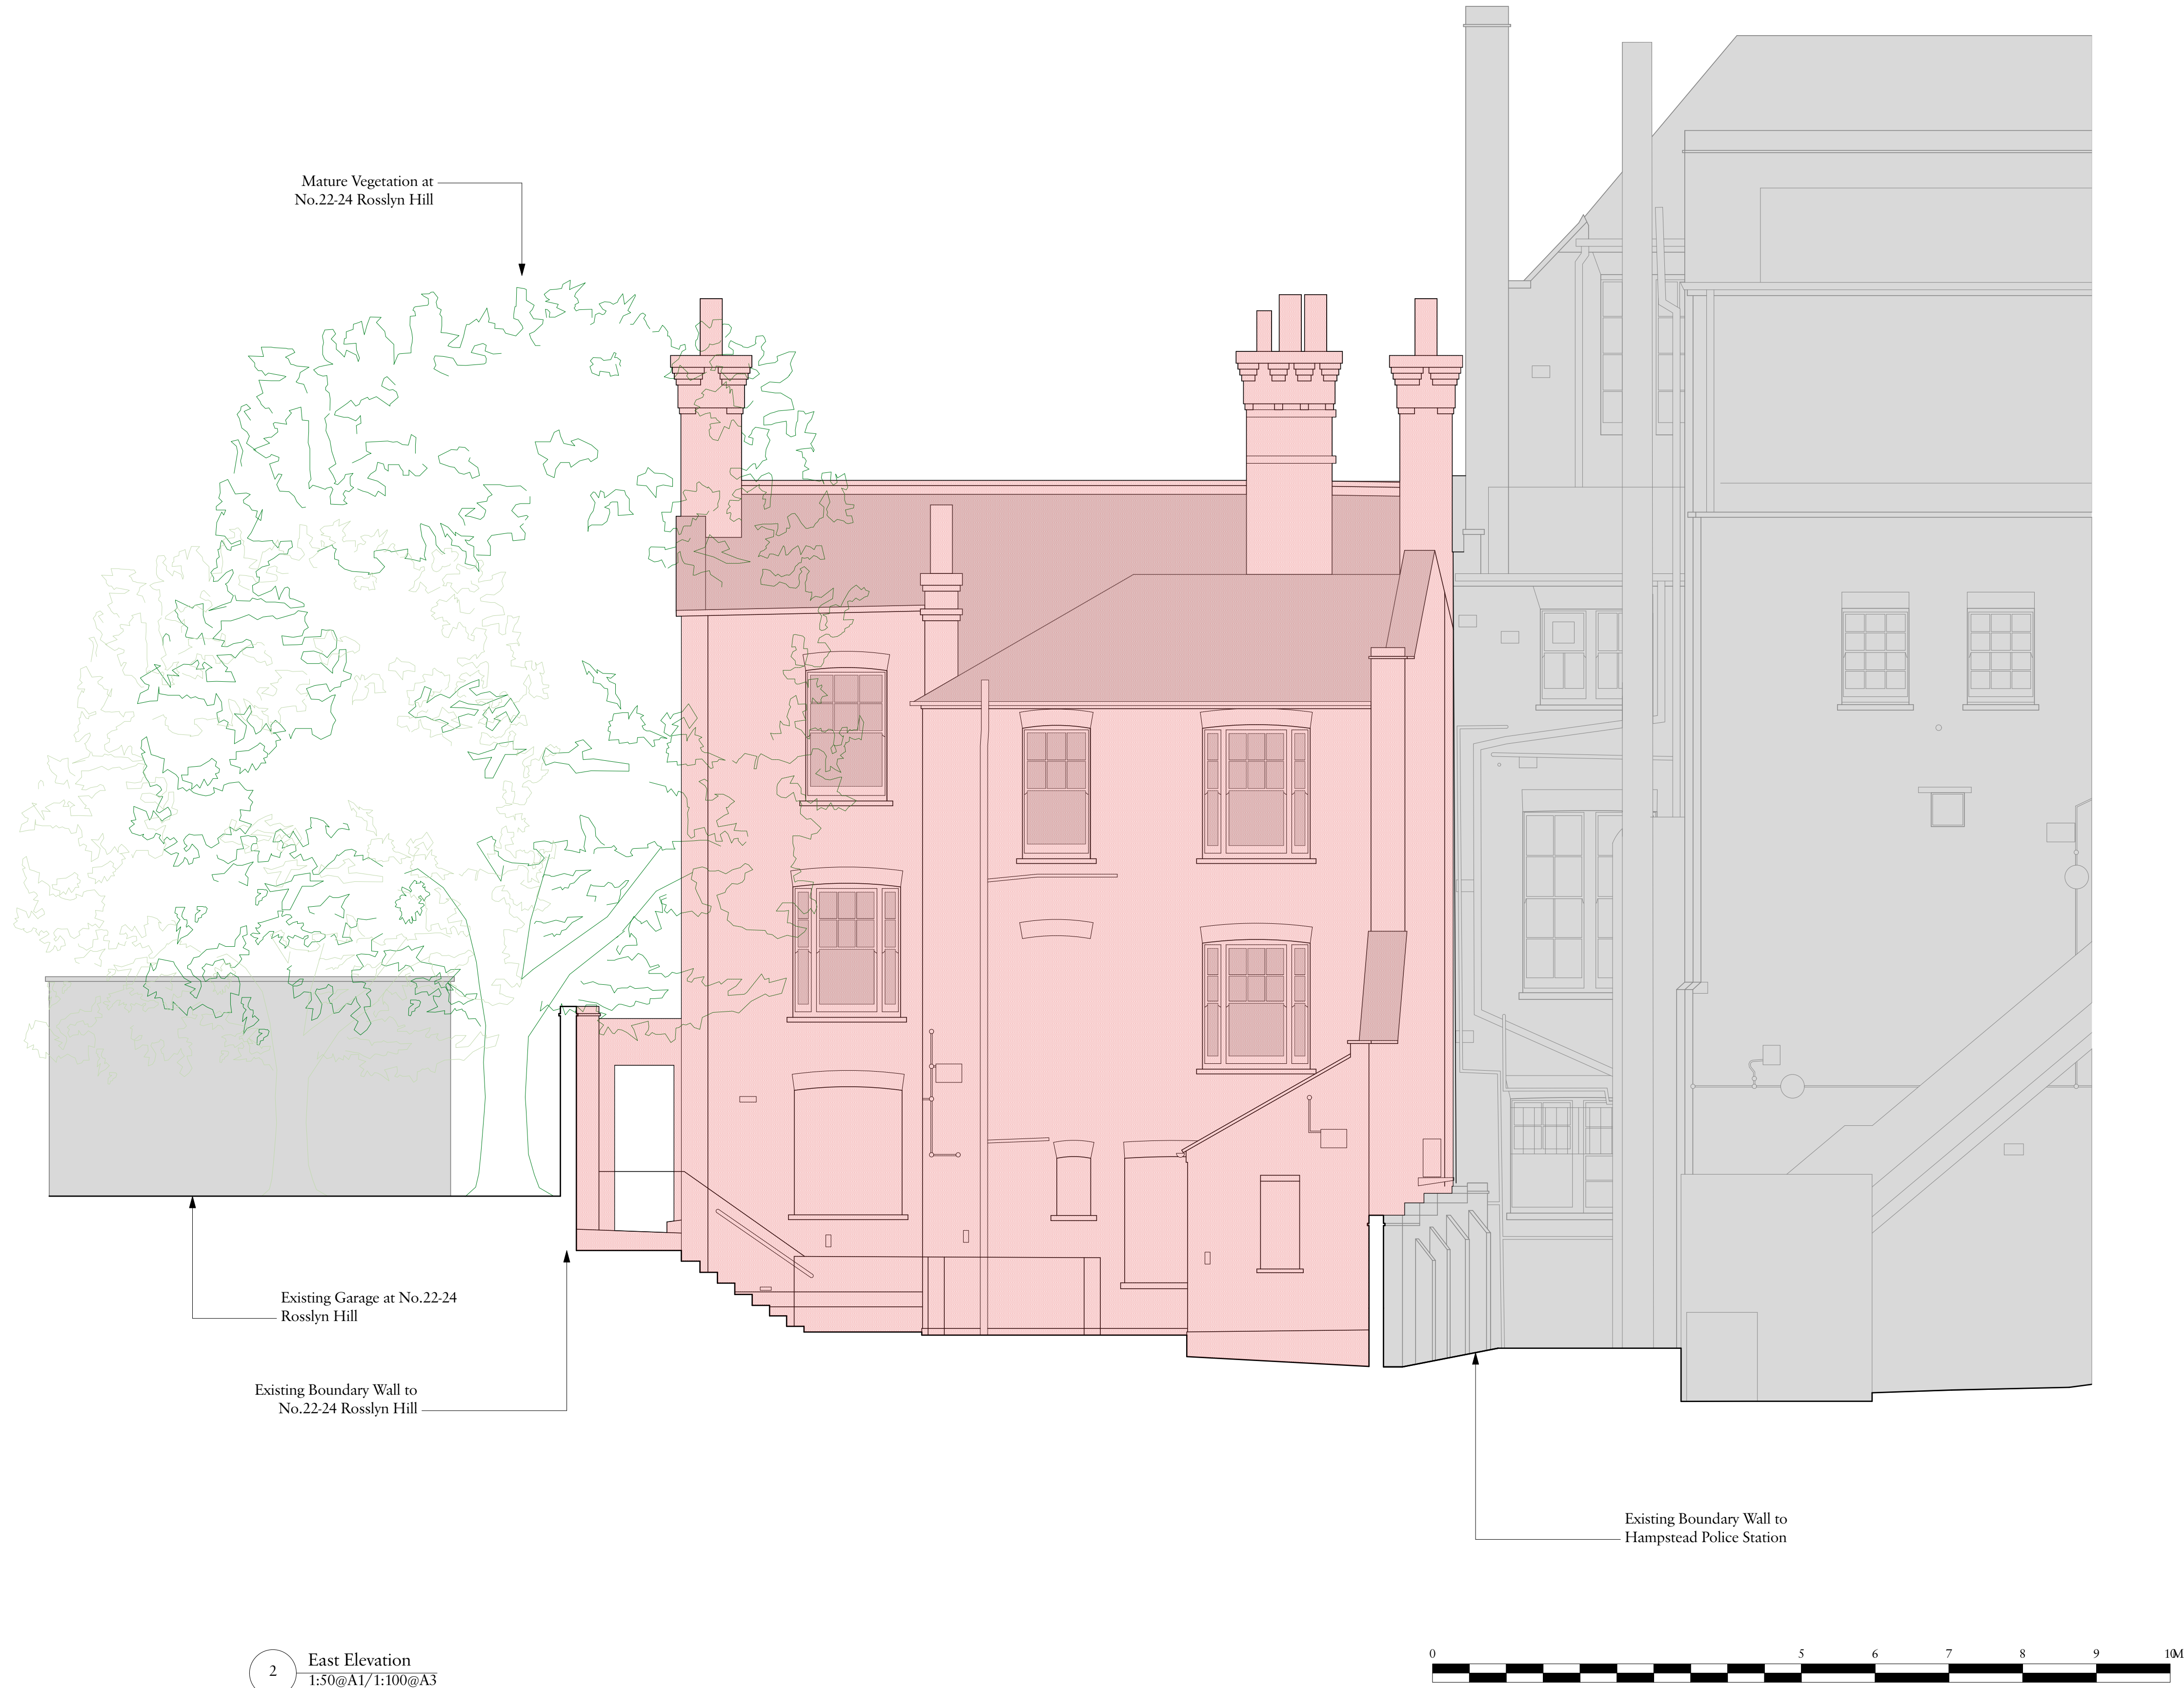 Mature Vegetation at
No.22-24 Rosslyn Hill
Existing Garage at No.22-24
Rosslyn Hill
Existing Boundary Wall to
No.22-24 Rosslyn Hill
Existing Boundary Wall to
Hampstead Police Station
2
East Elevation
1:50@A1/1:100@A3
0 5 6 7 8 9 10M